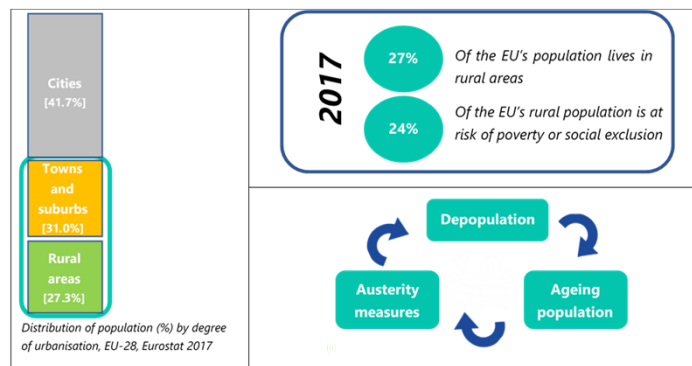 Cities
[41.7%]
Towns
and
suburbs
[31.0%]
Rural
areas
[27.3%]
Distribution of population (%) by degree
of urbanisation, EU-28, Eurostat 2017
2017
27%
Of the EU's population lives in
rural areas
24%
Of the EU's rural population is at
risk of poverty or social exclusion
Depopulation
Austerity
measures
Ageing
population